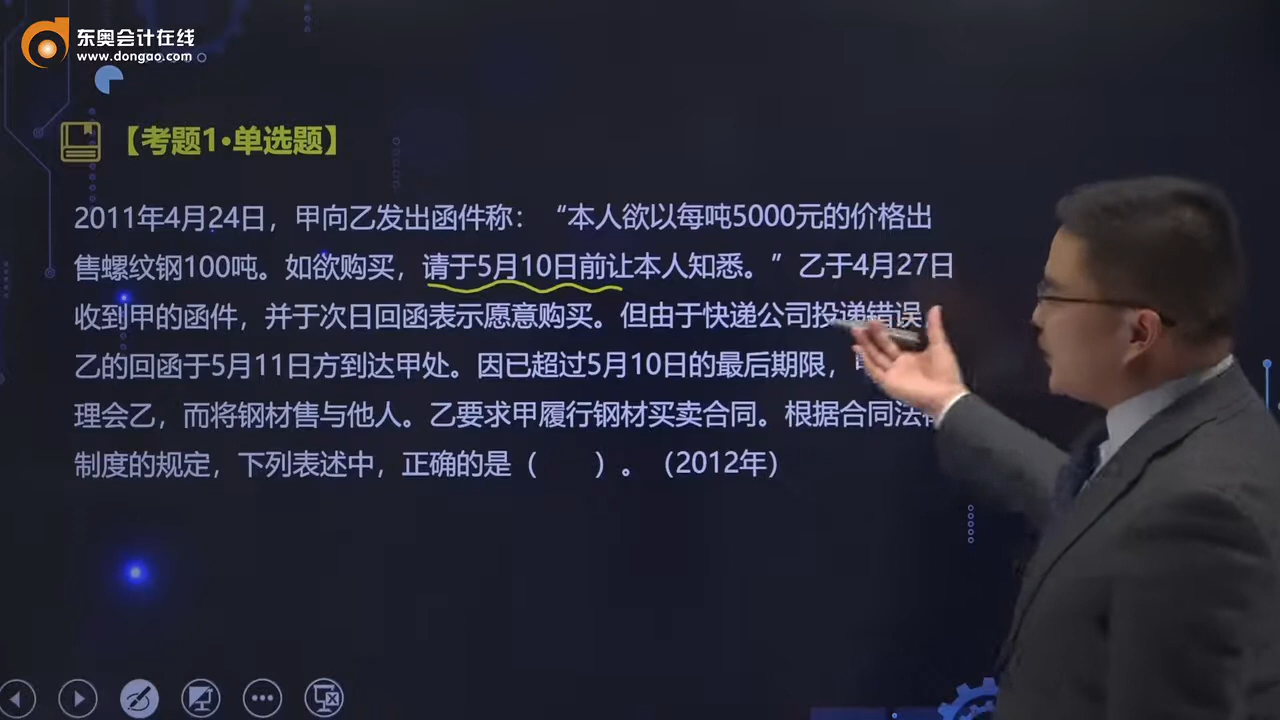 东奥会计在线
www.dongao.com
【考题1·单选题】
2011年4月24日，甲向乙发出函件称：“本人欲以每吨5000元的价格出
售螺纹钢100吨。如欲购买，请于5月10日前让本人知悉。”乙于4月27日
收到甲的函件，并于次日回函表示愿意购买。但由于快递公司投递错误，
乙的回函于5月11日方到达甲处。因已超过5月10日的最后期限，
理会乙，而将钢材售与他人。乙要求甲履行钢材买卖合同。根据合同法
制度的规定，下列表述中，正确的是（ ）。（2012年）